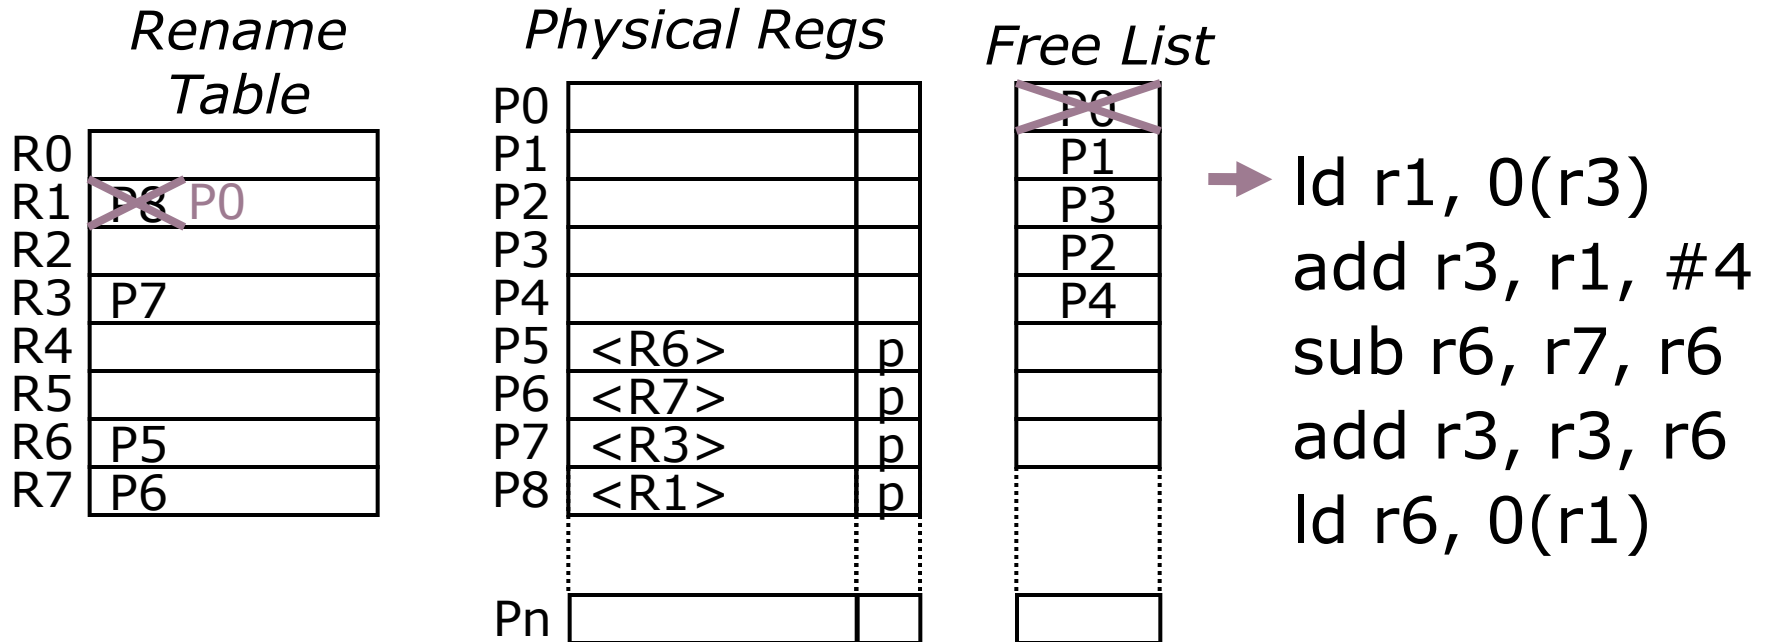 Rename
Table
R0
R1 P8 P0
R2
R3 P7
R4
R5
R6 P5
R7 P6
Physical Regs
P0
P1
P2
P3
P4
P5 <R6> p
P6 <R7> p
P7 <R3> p
P8 <R1> p
Pn
Free List
P0
P1
P3
P2
P4
ld r1, 0(r3)
add r3, r1, #4
sub r6, r7, r6
add r3, r3, r6
ld r6, 0(r1)